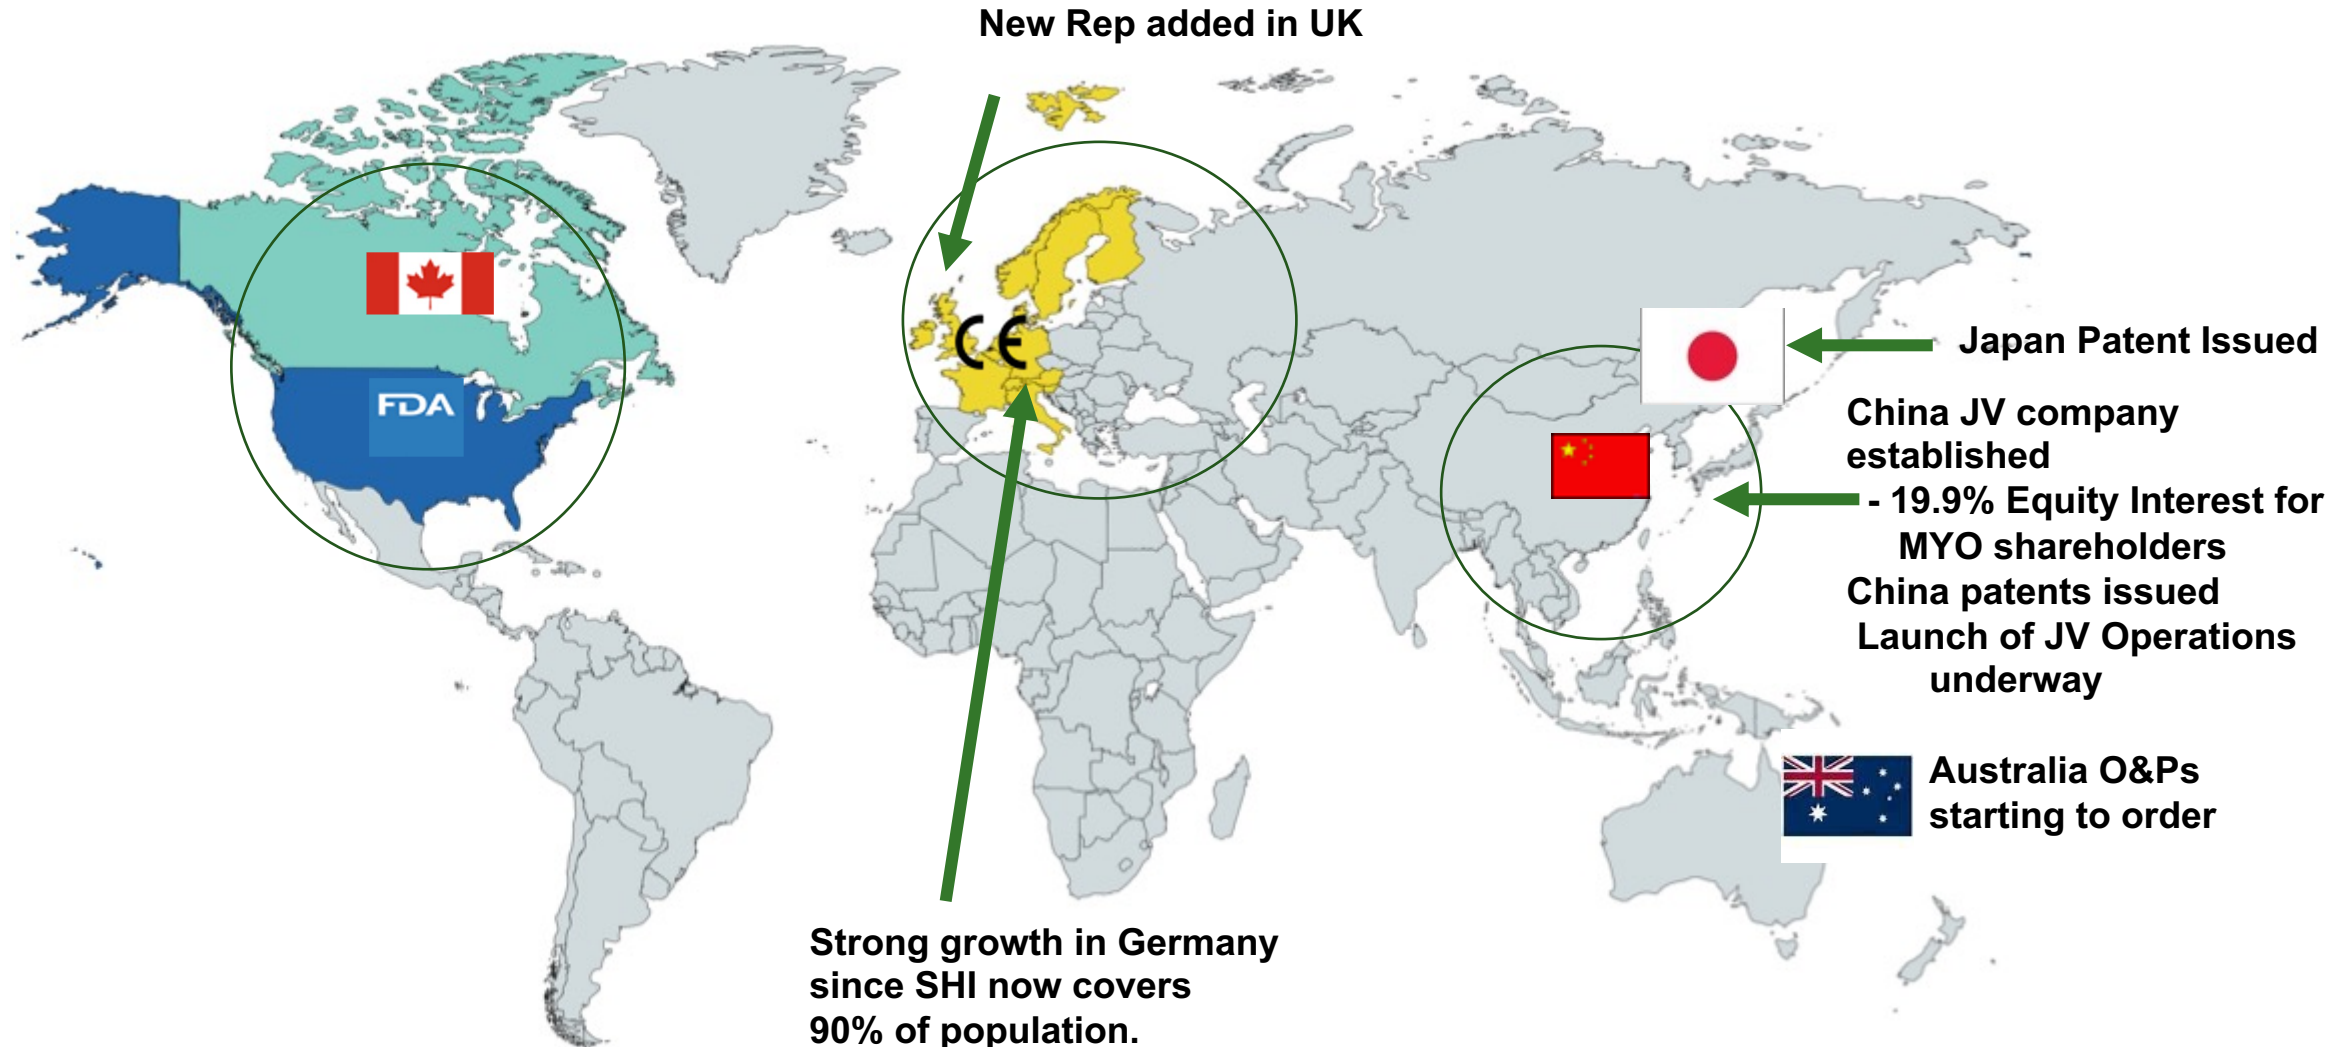 New Rep added in UK
FDA
CE
Japan Patent Issued
China JV company
established
- 19.9% Equity Interest for
MYO shareholders
China patents issued
Launch of JV Operations
underway
Australia O&Ps
starting to order
Strong growth in Germany
since SHI now covers
90% of population.